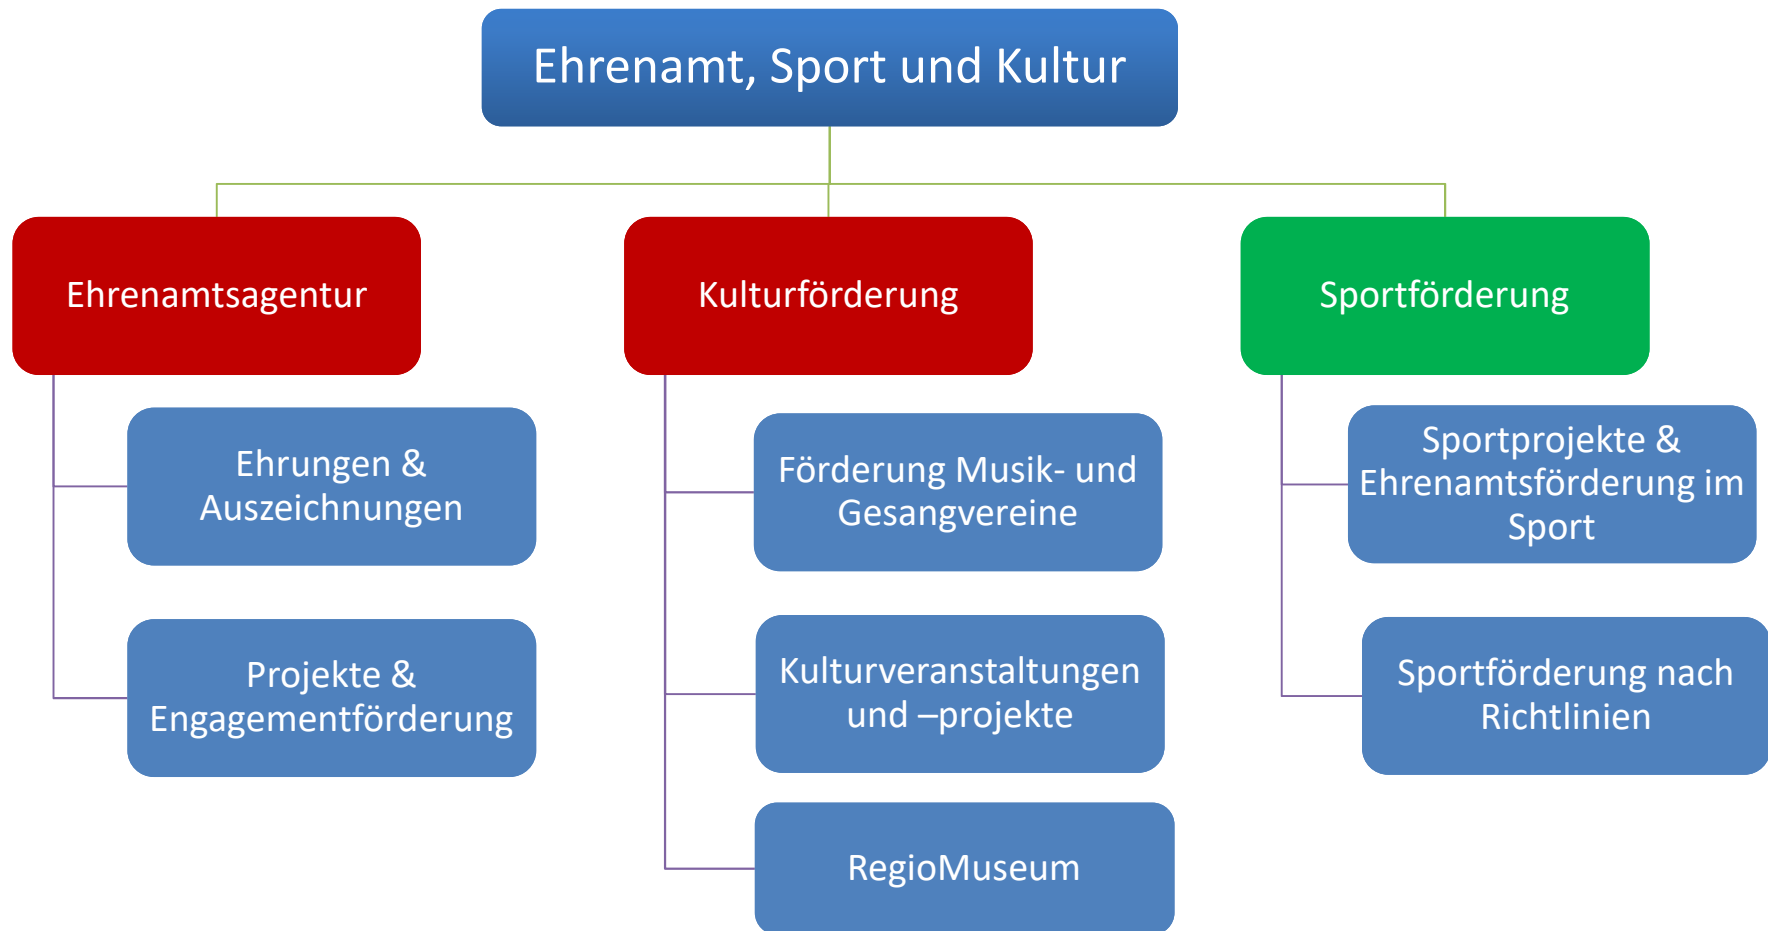 Ehrenamt, Sport und Kultur
Ehrenamtsagentur
Kulturförderung
Sportförderung
Ehrungen &
Auszeichnungen
Projekte &
Engagementförderung
Förderung Musik- und
Gesangvereine
Kulturveranstaltungen
und –projekte
RegioMuseum
Sportprojekte &
Ehrenamtsförderung im
Sport
Sportförderung nach
Richtlinien